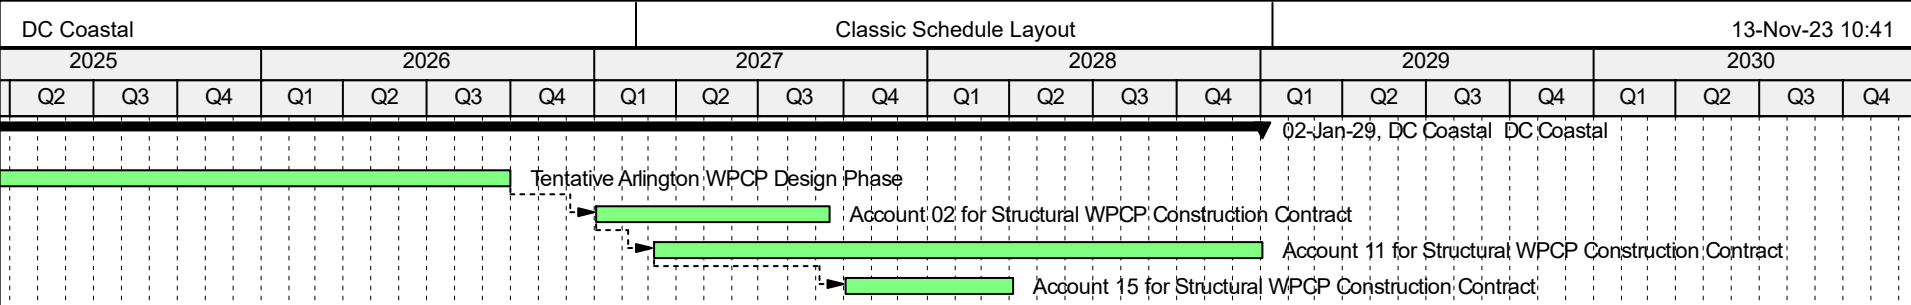 DC Coastal Classic Schedule Layout 13-Nov-23 10:41
2025 2026 2027 2028 2029 2030
Q2 Q3 Q4 Q1 Q2 Q3 Q4 Q1 Q2 Q3 Q4 Q1 Q2 Q3 Q4 Q1 Q2 Q3 Q4 Q1 Q2 Q3 Q4
02-Jan-29, DC Coastal DC Coastal
Tentative Arlington WPCP Design Phase
Account 02 for Structural WPCP Construction Contract
Account 11 for Structural WPCP Construction Contract
Account 15 for Structural WPCP Construction Contract